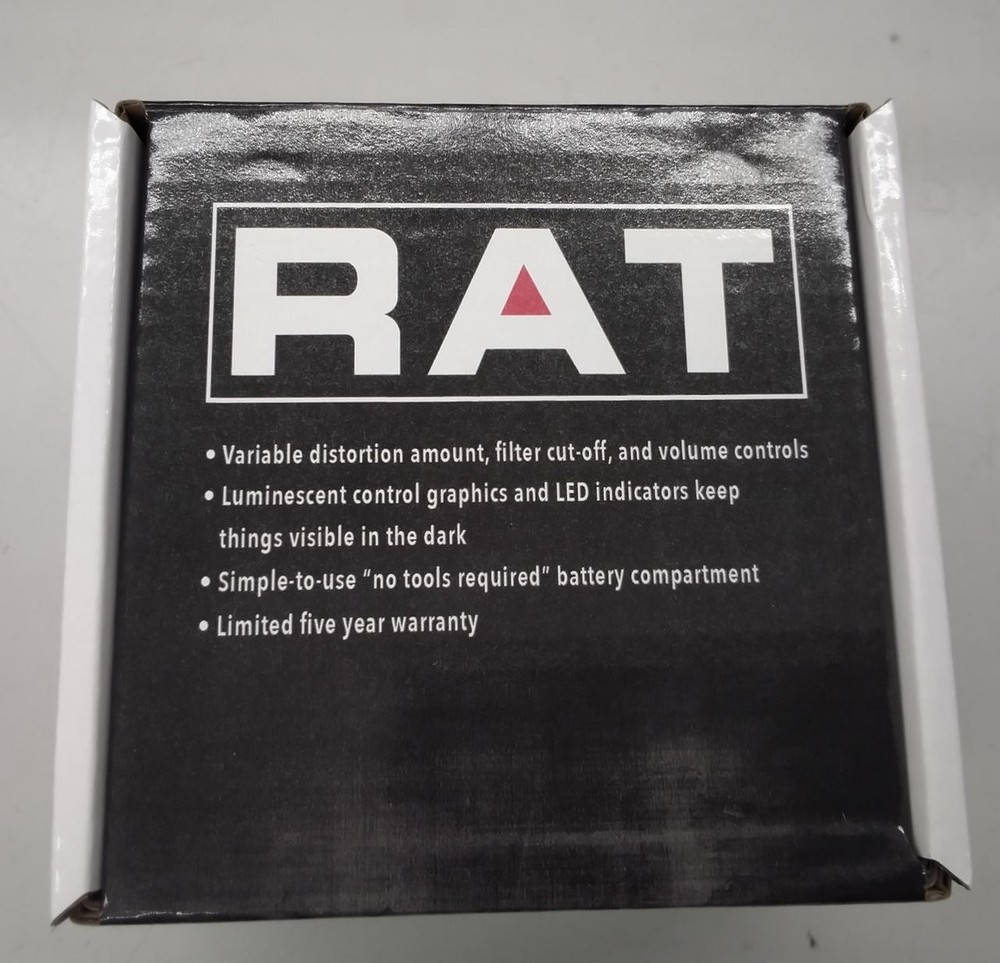 RAT
• Variable distortion amount, filter cut-off, and volume controls
• Luminescent control graphics and LED indicators keep
things visible in the dark
• Simple-to-use “no tools required” battery compartment
• Limited five year warranty